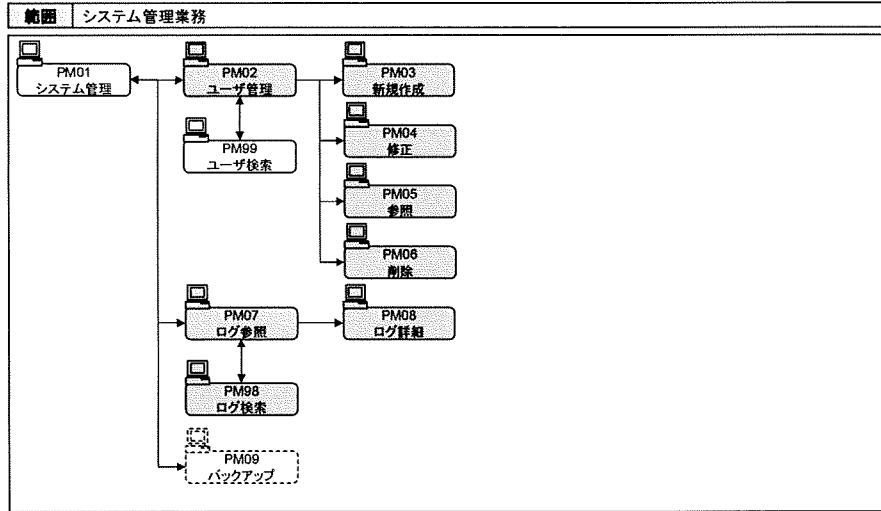 範囲 システム管理業務
PM01
システム管理
PM02
ユーザ管理
PM03
新規作成
PM99
ユーザ検索
PM04
修正
PM05
参照
PM06
削除
PM07
ログ参照
PM08
ログ詳細
PM98
ログ検索
PM09
バックアップ